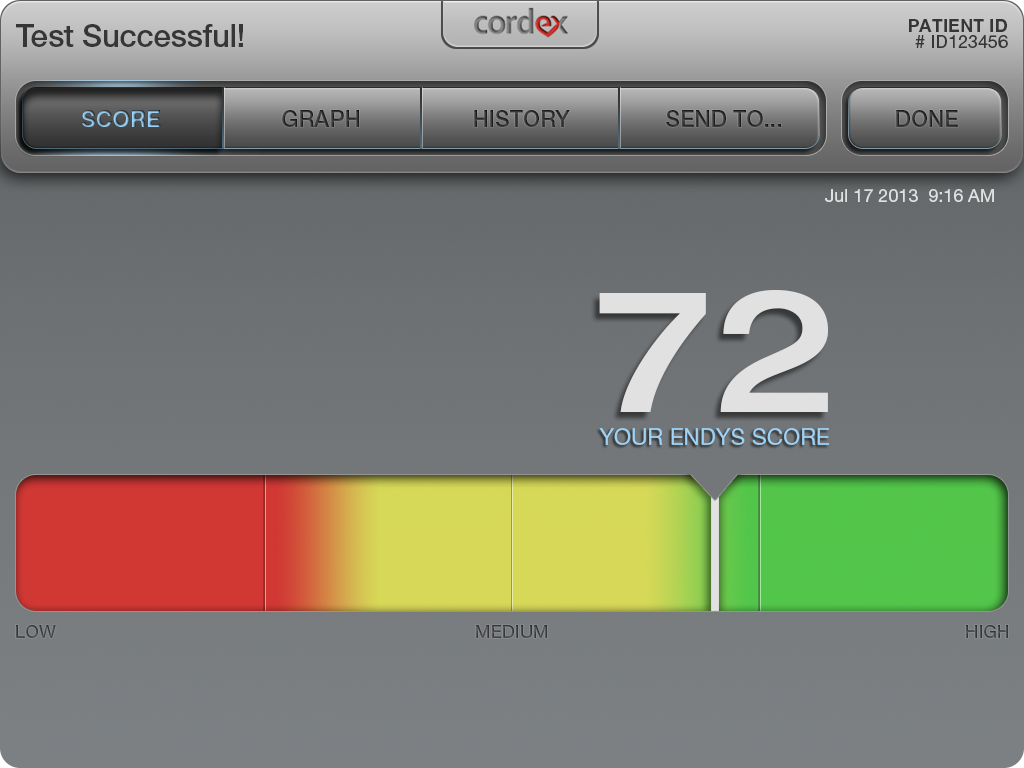 Test Successful!
cordex
PATIENT ID
# ID123456
SCORE
GRAPH
HISTORY
SEND TO...
DONE
Jul 17 2013  9:16 AM
72
YOUR ENDYS SCORE
LOW
MEDIUM
HIGH